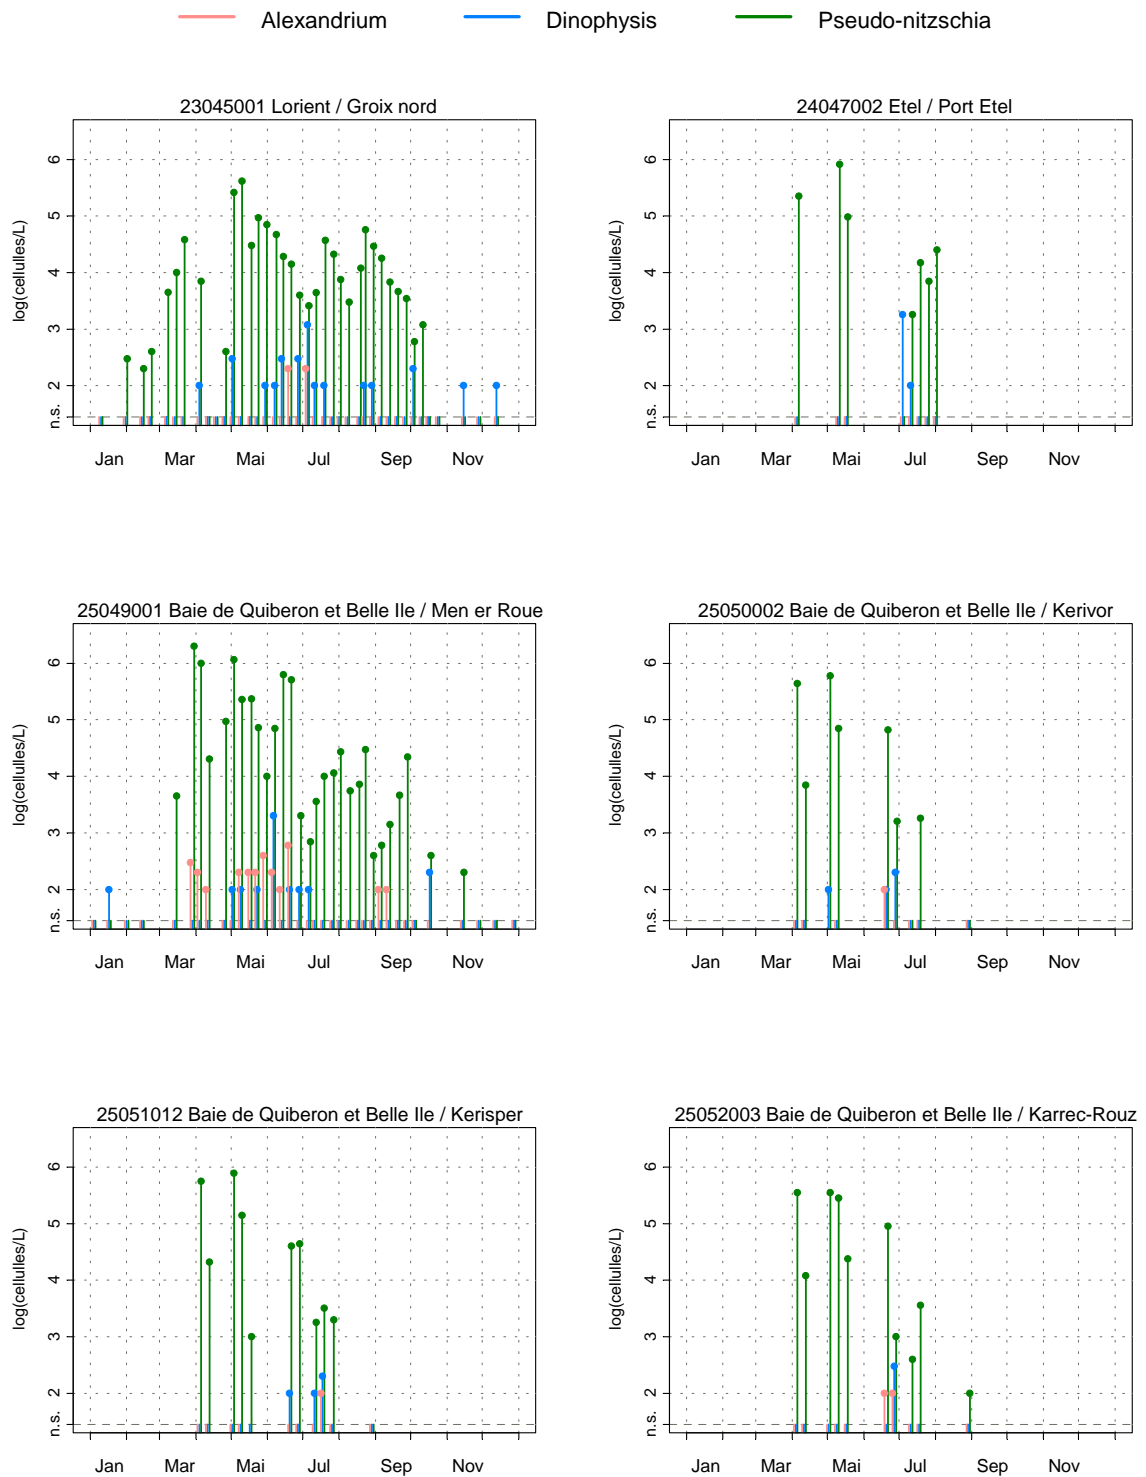 Alexandrium Dinophysis Pseudo-nitzschia
23045001 Lorient / Groix nord
log(cellulles/L)
6
5
4
3
2
n.s.
Jan Mar Mai Jul Sep Nov
24047002 Etel / Port Etel
log(cellulles/L)
6
5
4
3
2
n.s.
Jan Mar Mai Jul Sep Nov
25049001 Baie de Quiberon et Belle Ile / Men er Roue
log(cellulles/L)
6
5
4
3
2
n.s.
Jan Mar Mai Jul Sep Nov
25050002 Baie de Quiberon et Belle Ile / Kerivor
log(cellulles/L)
6
5
4
3
2
n.s.
Jan Mar Mai Jul Sep Nov
25051012 Baie de Quiberon et Belle Ile / Kerisper
log(cellulles/L)
6
5
4
3
2
n.s.
Jan Mar Mai Jul Sep Nov
25052003 Baie de Quiberon et Belle Ile / Karrec-Rouz
log(cellulles/L)
6
5
4
3
2
n.s.
Jan Mar Mai Jul Sep Nov